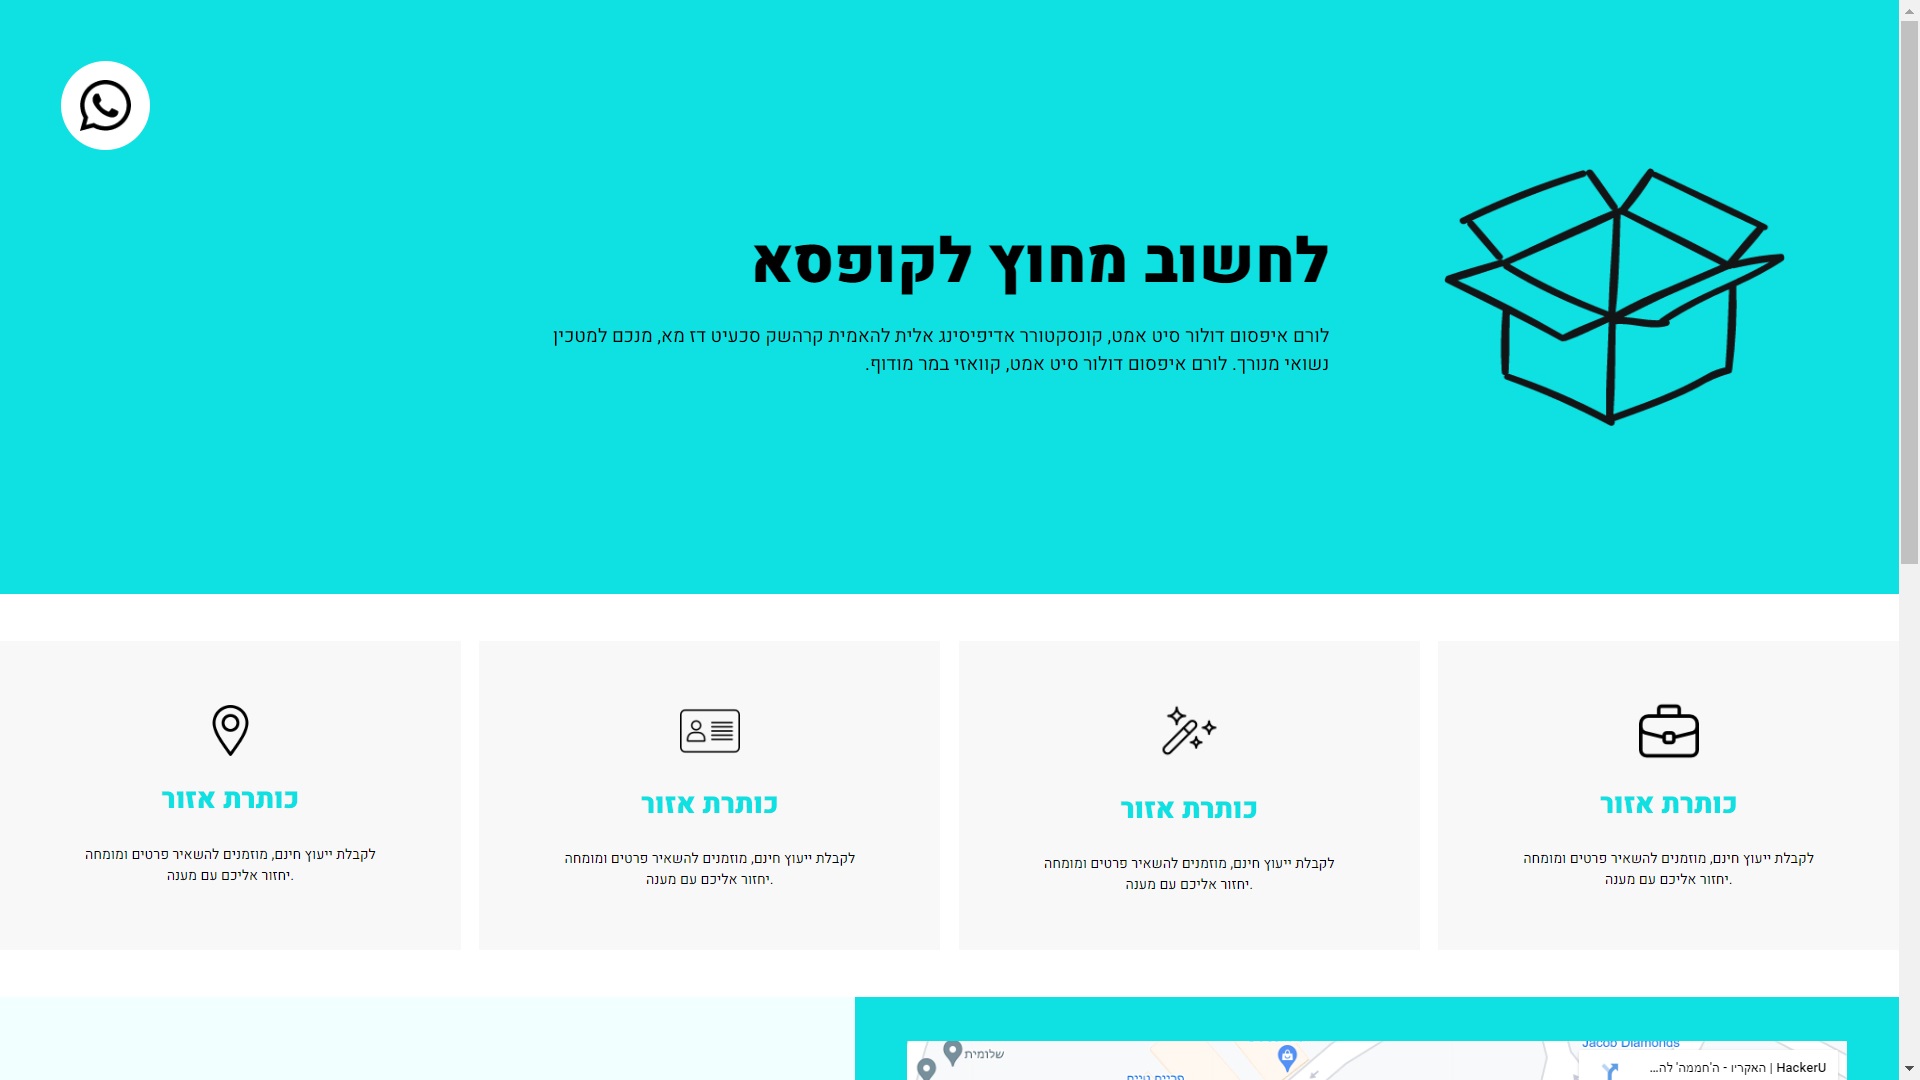 לחשוב מחוץ לקופסא
לורם איפסום דולור סיט אמט, קונסקטורר אדיפיסינג אלית להאמית קרהשק סכעיט דז מא, מנכם למטכין
נשואי מנורך. לורם איפסום דולור סיט אמט, קוואזי במר מודוף.
כותרת אזור
לקבלת ייעוץ חינם, מוזמנים להשאיר פרטים ומומחה
.יחזור אליכם עם מענה
כותרת אזור
לקבלת ייעוץ חינם, מוזמנים להשאיר פרטים ומומחה
.יחזור אליכם עם מענה
כותרת אזור
לקבלת ייעוץ חינם, מוזמנים להשאיר פרטים ומומחה
.יחזור אליכם עם מענה
כותרת אזור
לקבלת ייעוץ חינם, מוזמנים להשאיר פרטים ומומחה
.יחזור אליכם עם מענה
Jacob Diamonds
שלומית
HackerU | האקריו - ה'חממה' לה...